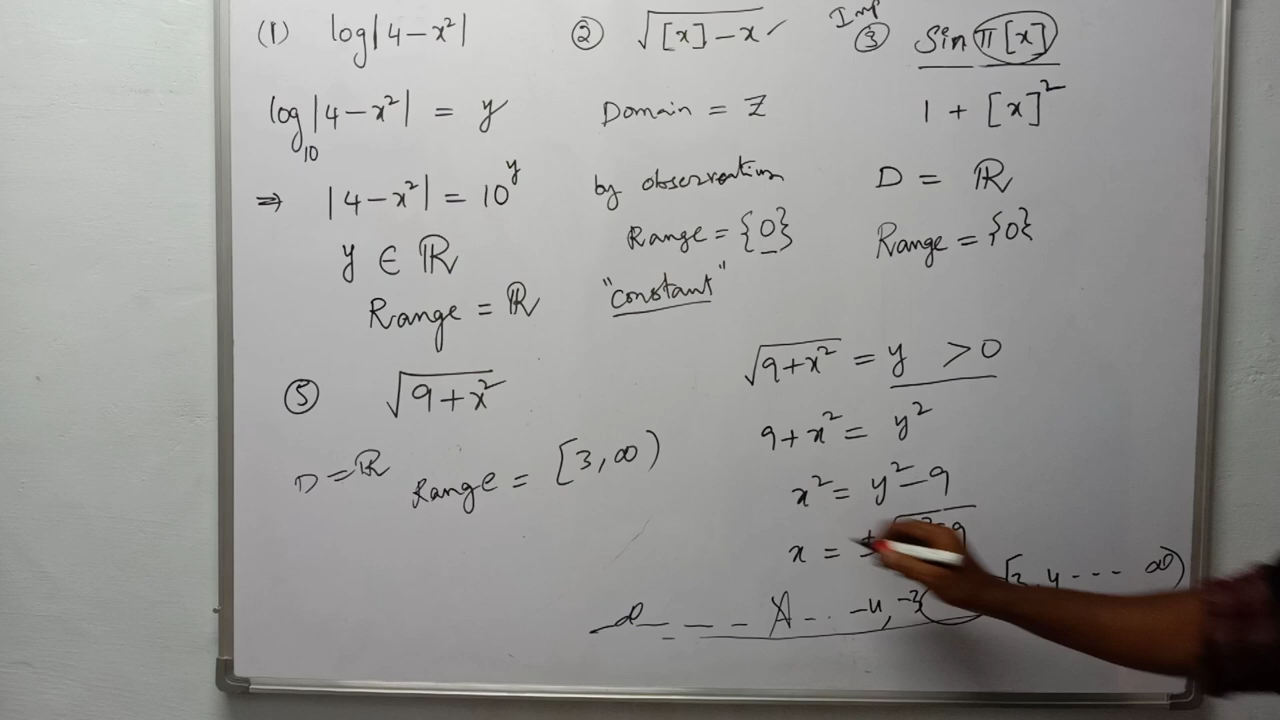 (1) log|4-x²|
log₁₀|4-x²| = y
⇒ |4-x²| = 10^y
y ∈ ℝ
Range = ℝ
② √([x]-x)
Domain = Z
by observation
Range = {0}
"constant"
Imp
③ Sin π[x]
1 + [x]²
D = ℝ
Range = {0}
⑤ √(9+x²)
D = ℝ Range = [3, ∞)
√(9+x²) = y > 0
9+x² = y²
x² = y²-9
x = ±
-4, -3